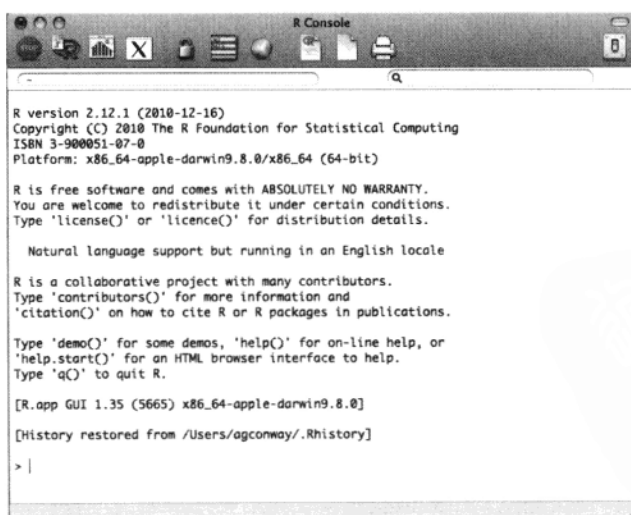 R Console
R version 2.12.1 (2010-12-16)
Copyright (C) 2010 The R Foundation for Statistical Computing
ISBN 3-900051-07-0
Platform: x86_64-apple-darwin9.8.0/x86_64 (64-bit)
R is free software and comes with ABSOLUTELY NO WARRANTY.
You are welcome to redistribute it under certain conditions.
Type 'license()' or 'licence()' for distribution details.
Natural language support but running in an English locale
R is a collaborative project with many contributors.
Type 'contributors()' for more information and
'citation()' on how to cite R or R packages in publications.
Type 'demo()' for some demos, 'help()' for on-line help, or
'help.start()' for an HTML browser interface to help.
Type 'q()' to quit R.
[R.app GUI 1.35 (5665) x86_64-apple-darwin9.8.0]
[History restored from /Users/agconway/.Rhistory]
>